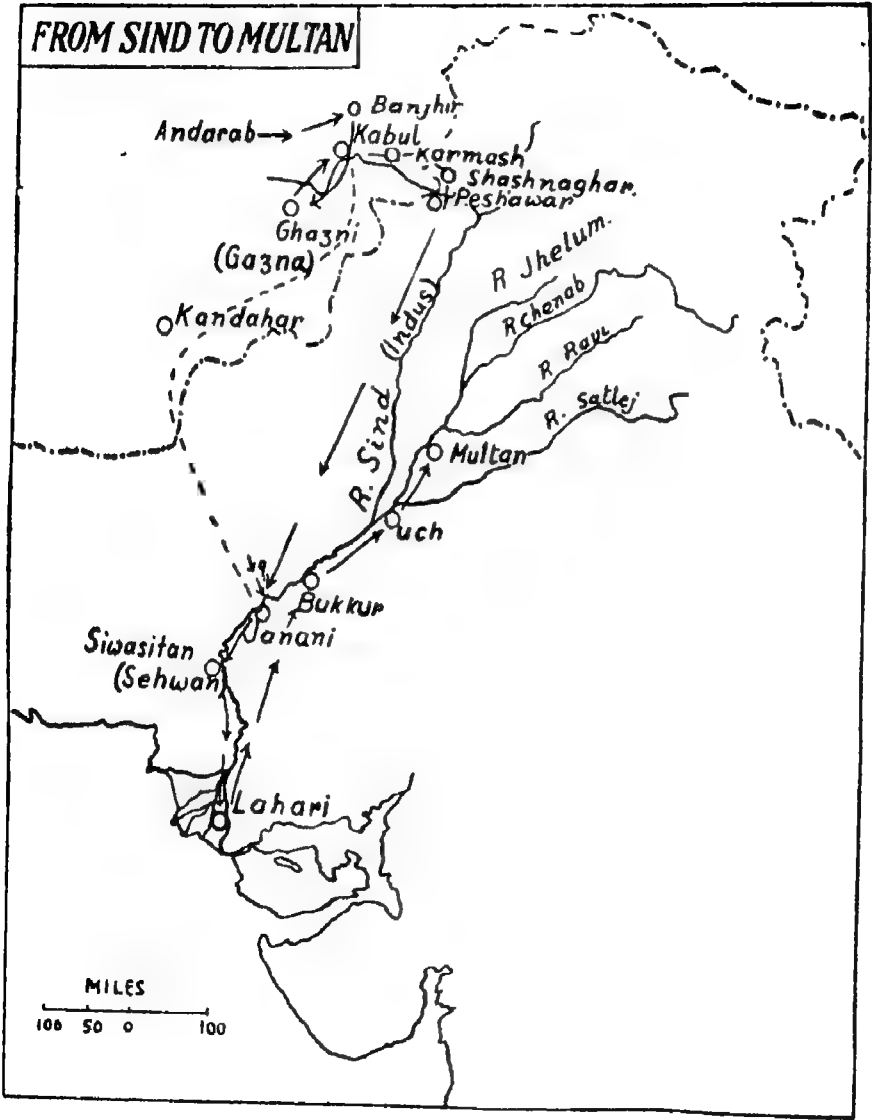 FROM SIND TO MULTAN
Banjhir
Andarab
Kabul
Karmash
Shashnaghar.
Peshawar
Ghazni
(Gazna)
R Jhelum.
R Chenab
Kandahar
(Indus)
R Ravi
R. Satlej
R. Sind
Multan
uch
Bukkur
Janani
Siwasitan
(Sehwan)
Lahari
MILES
100 50 0 100